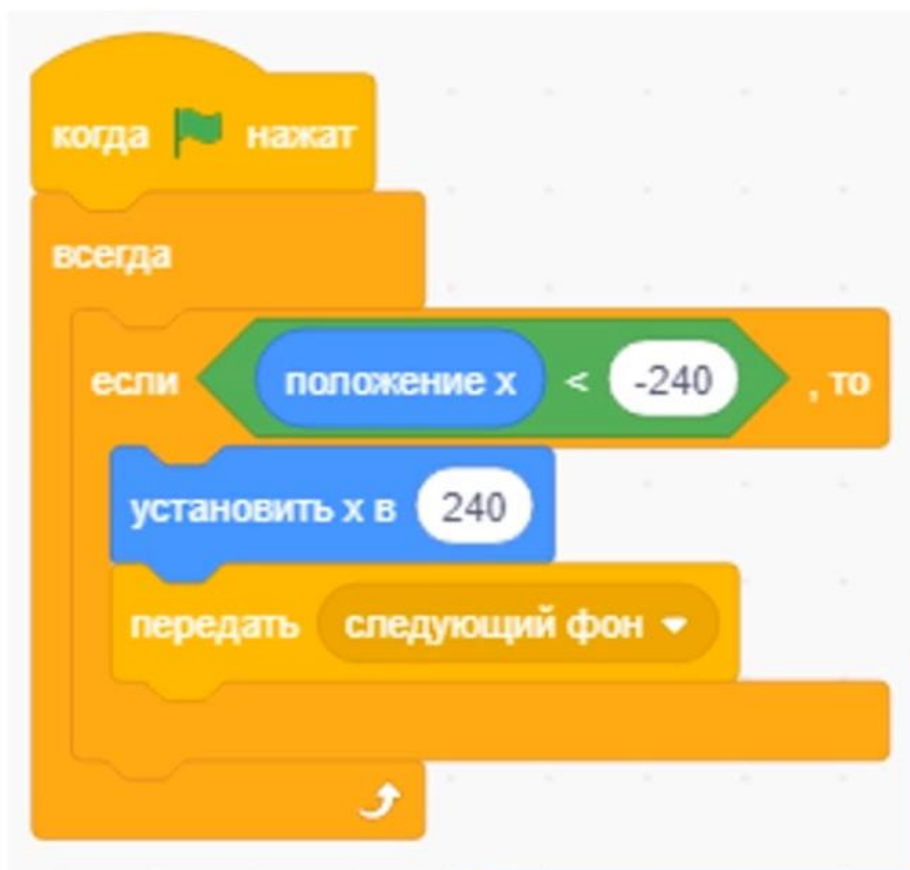 когда нажат
всегда
если положение x < -240 , то
установить x в 240
передать следующий фон